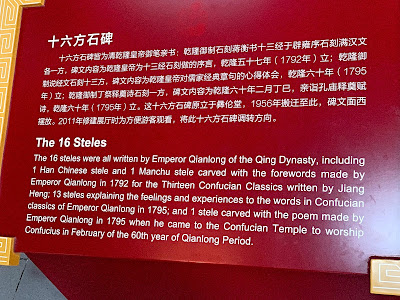 十六方石碑
十六方石碑皆为清乾隆皇帝御笔亲书：乾隆御制石刻蒋衡书十三经于辟雍序石刻满汉文
各一方，碑文内容为乾隆皇帝为十三经石刻做的序言，乾隆五十七年（1792年）立；乾隆御
制说经文石刻十三方，碑文内容为乾隆皇帝对儒家经典章句的心得体会，乾隆六十年（1795
年）立；乾隆御制丁祭释奠诗石刻一方，碑文内容为乾隆六十年二月丁巳，亲诣孔庙释奠赋
诗，乾隆六十年（1795年）立。这十六方石碑原立于彝伦堂，1956年搬迁至此，碑文面西
摆放。2011年修建展厅时为方便游客观看，将此十六方石碑调转方向。
The 16 Steles
The 16 steles were all written by Emperor Qianlong of the Qing Dynasty, including
1 Han Chinese stele and 1 Manchu stele carved with the forewords made by
Emperor Qianlong in 1792 for the Thirteen Confucian Classics written by Jiang
Heng; 13 steles explaining the feelings and experiences to the words in Confucian
classics of Emperor Qianlong in 1795; and 1 stele carved with the poem made by
Emperor Qianlong in 1795 when he came to the Confucian Temple to worship
Confucius in February of the 60th year of Qianlong Period.